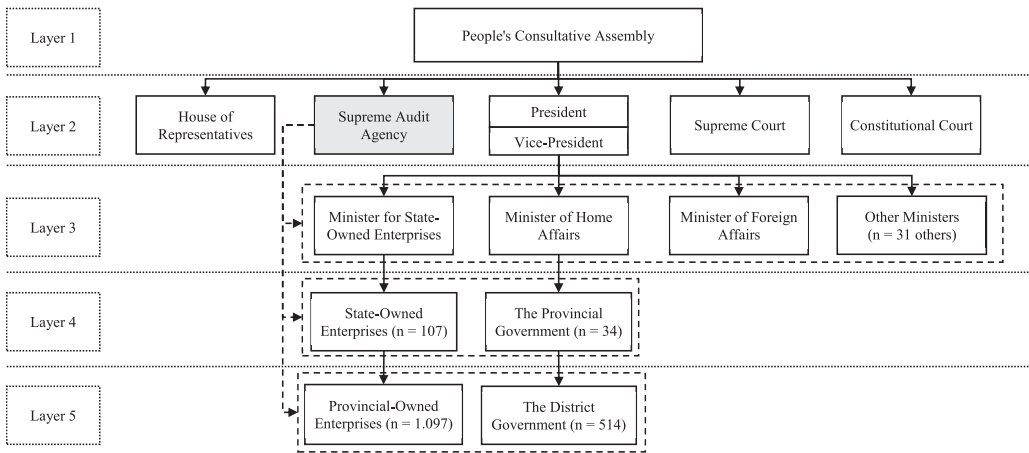 Layer 1
People's Consultative Assembly
Layer 2
House of
Representatives
Supreme Audit
Agency
President
Vice-President
Supreme Court
Constitutional Court
Layer 3
Minister for State-
Owned Enterprises
Minister of Home
Affairs
Minister of Foreign
Affairs
Other Ministers
(n = 31 others)
Layer 4
State-Owned
Enterprises (n = 107)
The Provincial
Government (n = 34)
Layer 5
Provincial-Owned
Enterprises (n = 1.097)
The District
Government (n = 514)